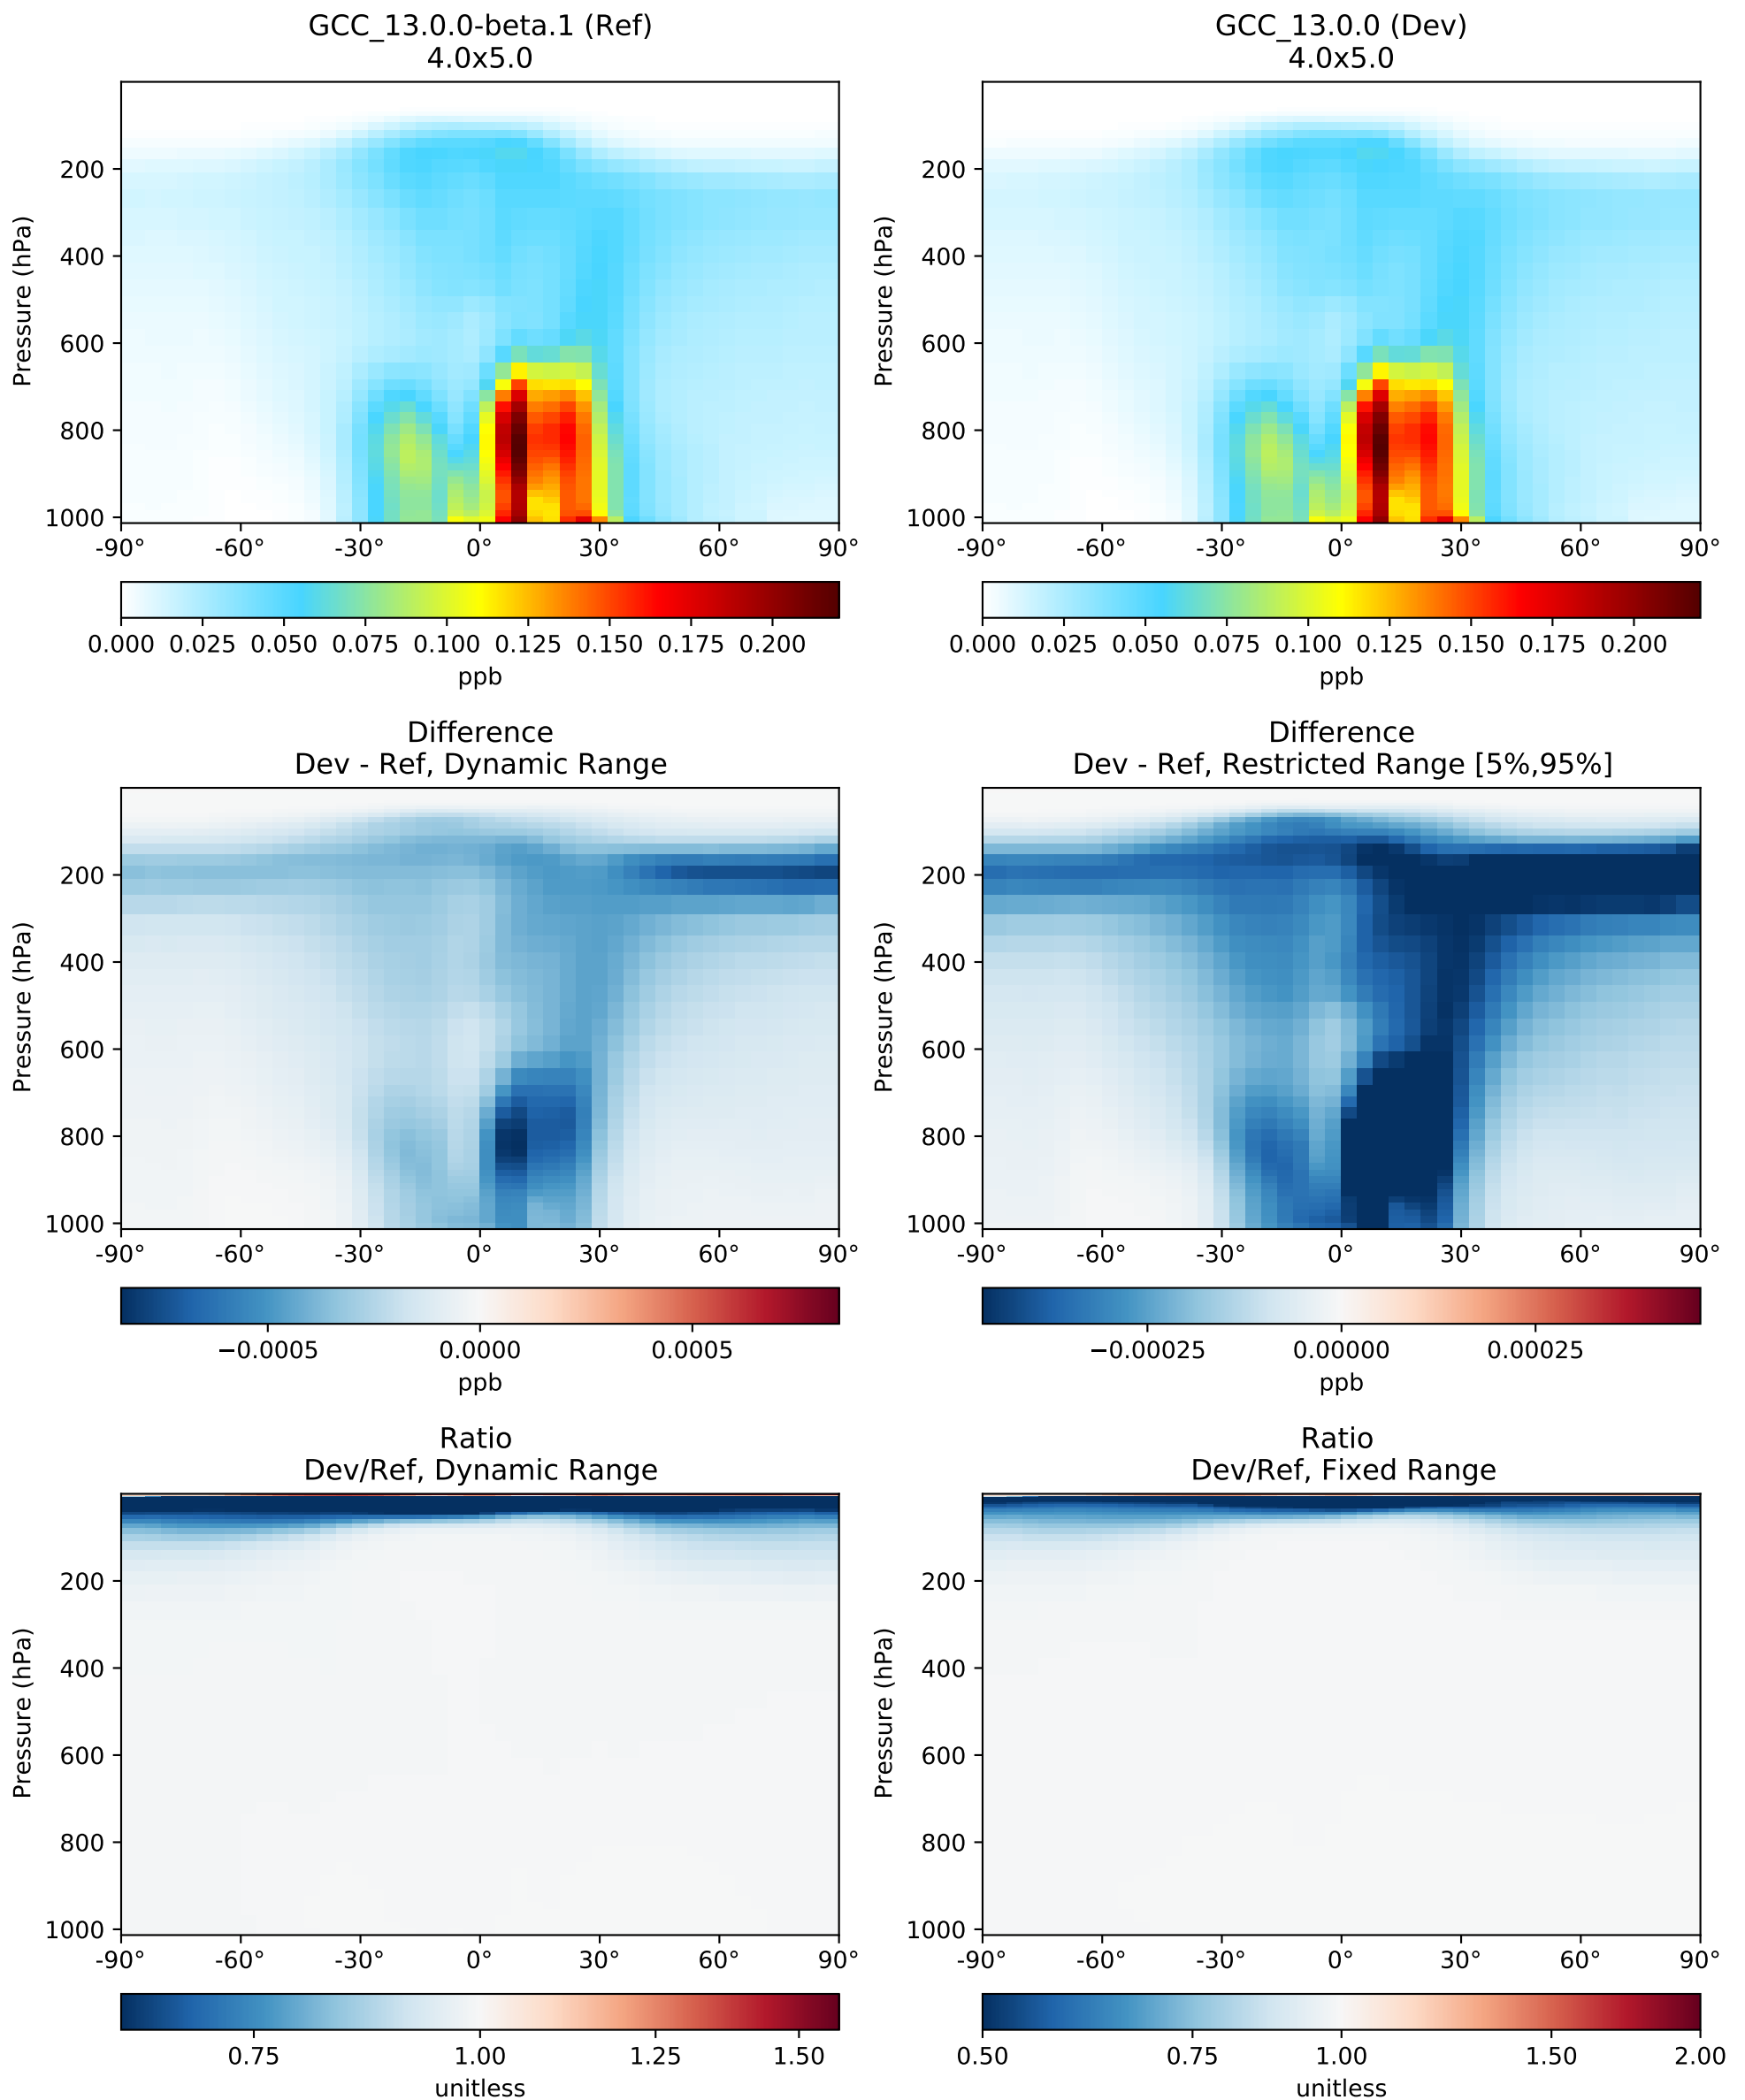 GCC_13.0.0-beta.1 (Ref)
4.0x5.0
Pressure (hPa)
200
400
600
800
1000
-90° -60° -30° 0° 30° 60° 90°
0.000 0.025 0.050 0.075 0.100 0.125 0.150 0.175 0.200
ppb
GCC_13.0.0 (Dev)
4.0x5.0
Pressure (hPa)
200
400
600
800
1000
-90° -60° -30° 0° 30° 60° 90°
0.000 0.025 0.050 0.075 0.100 0.125 0.150 0.175 0.200
ppb
Difference
Dev - Ref, Dynamic Range
Pressure (hPa)
200
400
600
800
1000
-90° -60° -30° 0° 30° 60° 90°
−0.0005 0.0000 0.0005
ppb
Difference
Dev - Ref, Restricted Range [5%,95%]
Pressure (hPa)
200
400
600
800
1000
-90° -60° -30° 0° 30° 60° 90°
−0.00025 0.00000 0.00025
ppb
Ratio
Dev/Ref, Dynamic Range
Pressure (hPa)
200
400
600
800
1000
-90° -60° -30° 0° 30° 60° 90°
0.75 1.00 1.25 1.50
unitless
Ratio
Dev/Ref, Fixed Range
Pressure (hPa)
200
400
600
800
1000
-90° -60° -30° 0° 30° 60° 90°
0.50 0.75 1.00 1.50 2.00
unitless